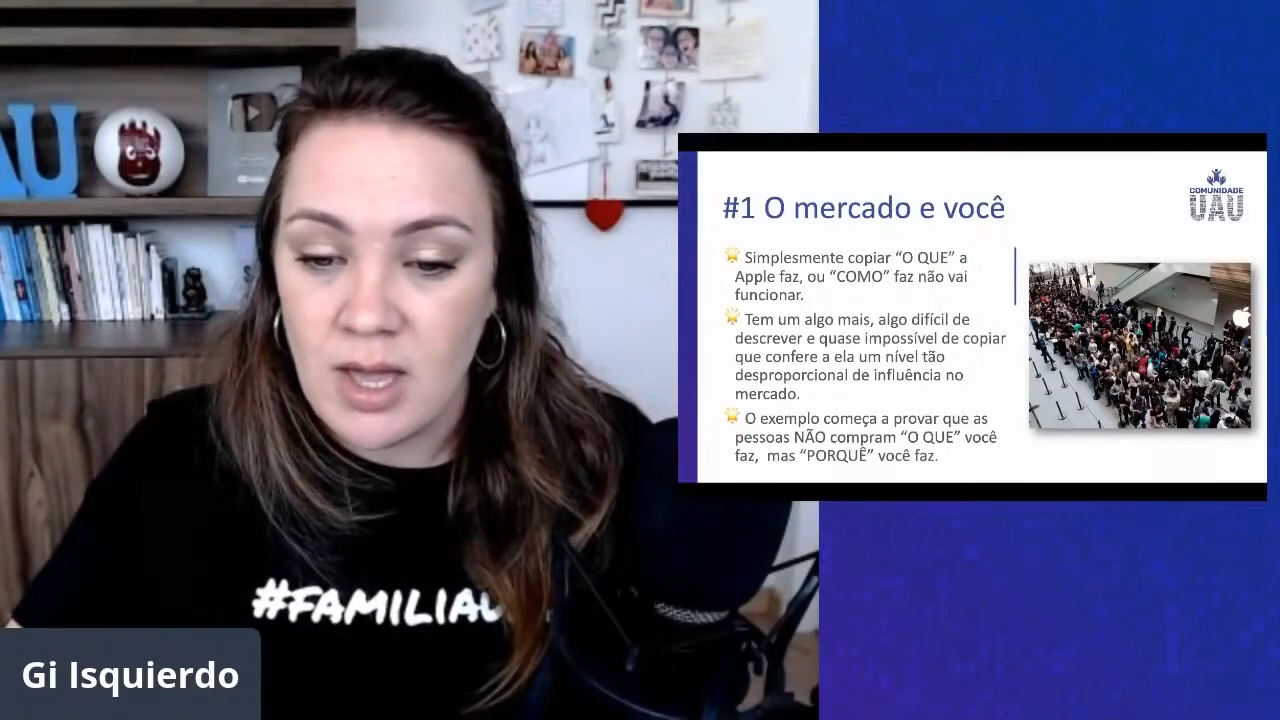 AU
#FAMILIAU
Gi Isquierdo
#1 O mercado e você
COMUNIDADE
UAU
Simplesmente copiar “O QUE” a
Apple faz, ou “COMO” faz não vai
funcionar.
Tem um algo mais, algo difícil de
descrever e quase impossível de copiar
que confere a ela um nível tão
desproporcional de influência no
mercado.
O exemplo começa a provar que as
pessoas NÃO compram “O QUE” você
faz, mas “PORQUÊ” você faz.